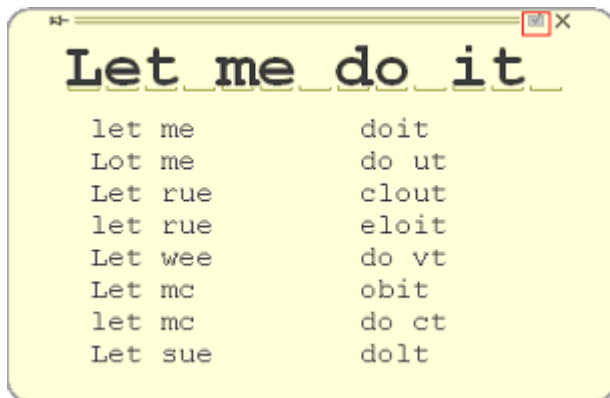 Let me do it
let me doit
Lot me do ut
Let rue clout
let rue eloit
Let wee do vt
Let mc obit
let mc do ct
Let sue dolt